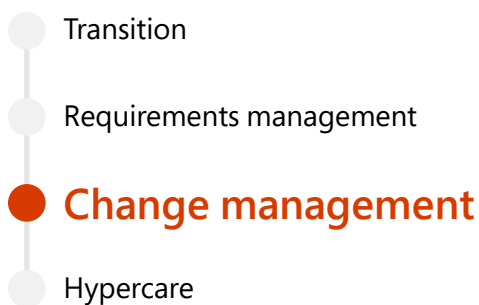 Transition
Requirements management
Change management
Hypercare